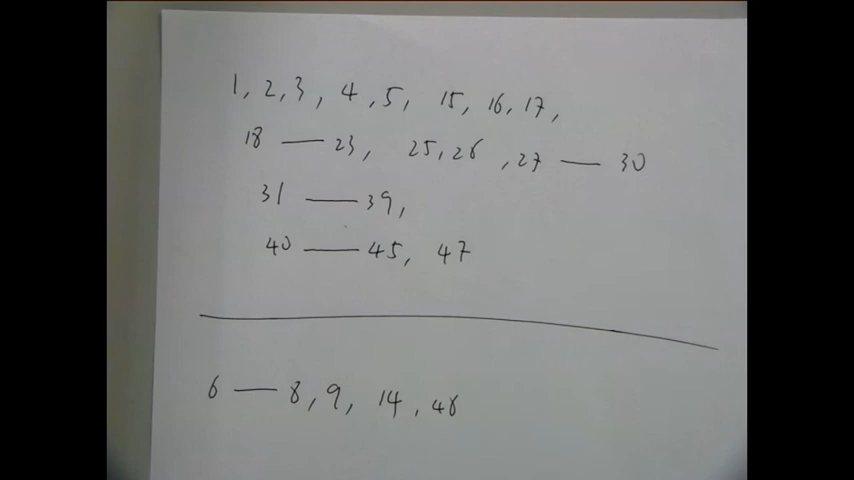 1, 2, 3, 4, 5, 15, 16, 17,
18 — 23, 25, 26, 27 — 30
31 — 39,
40 — 45, 47
6 — 8, 9, 14, 48